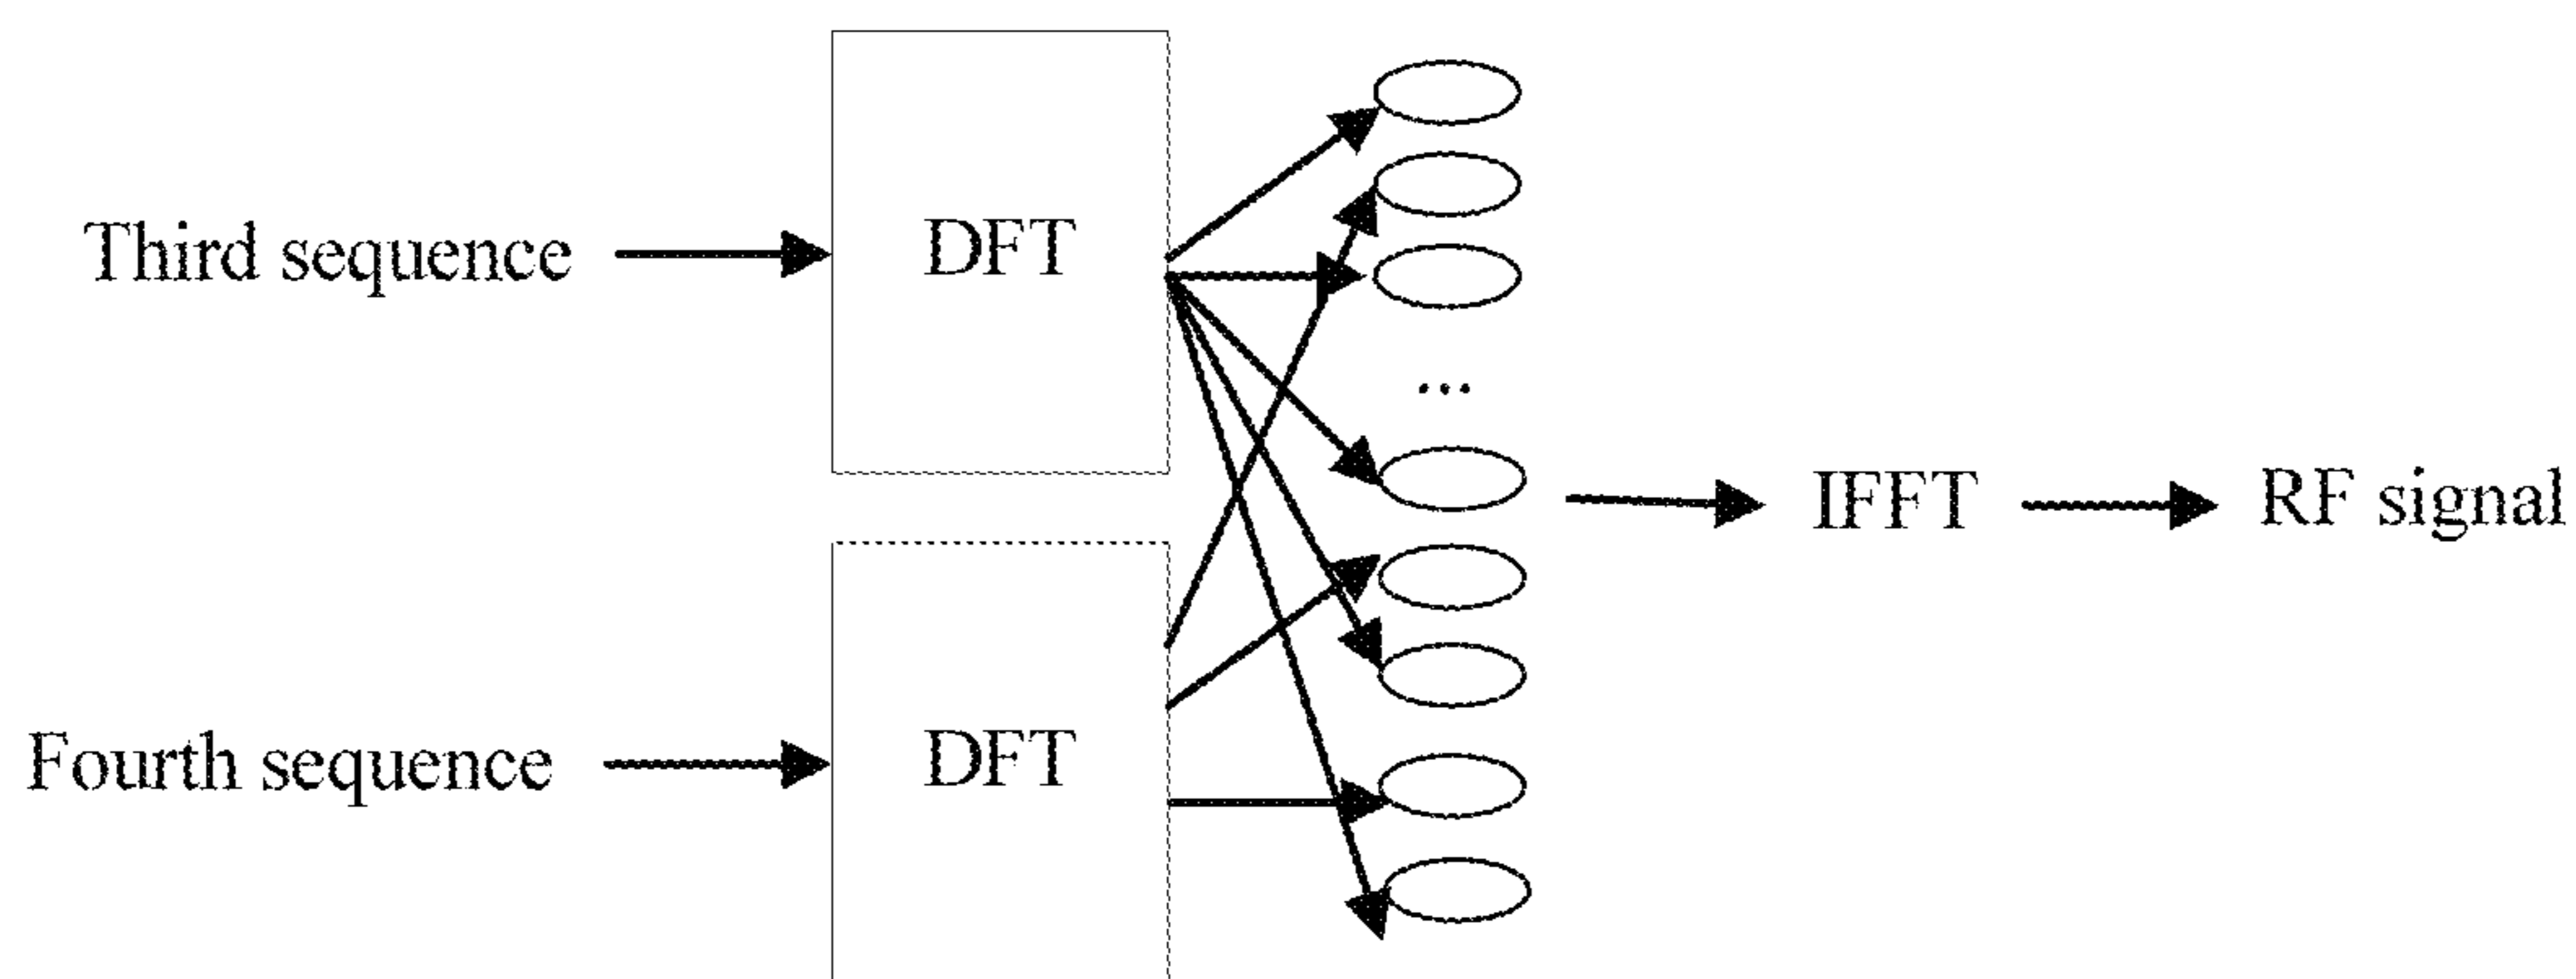 Third sequence
DFT
...
IFFT
RF signal
Fourth sequence
DFT